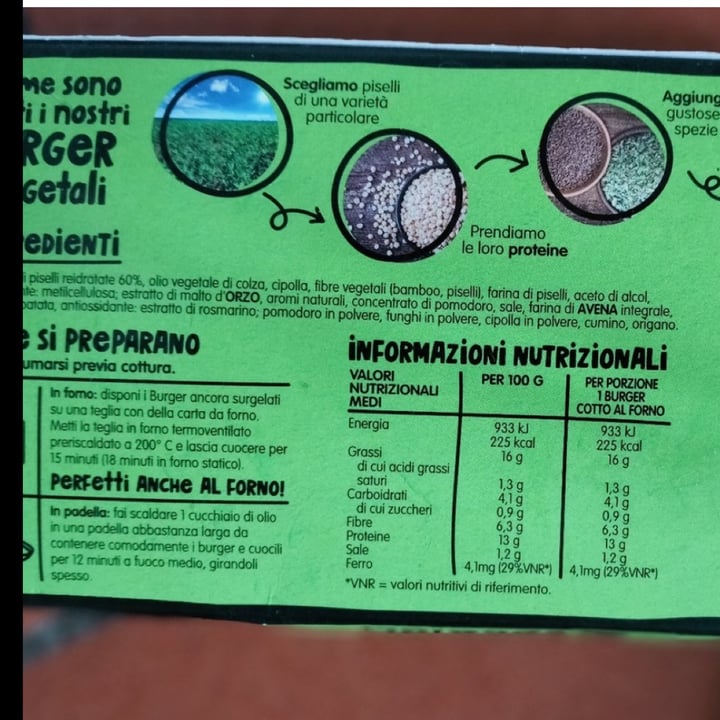 me sono
i i nostri
RGER
getali
Scegliamo piselli
di una varietà
particolare
Aggiung
gustose
spezie
Prendiamo
le loro proteine
EDIENTI
i piselli reidratate 60%, olio vegetale di colza, cipolla, fibre vegetali (bamboo, piselli), farina di piselli, aceto di alcol,
te: metilcellulosa; estratto di malto d'ORZO, aromi naturali, concentrato di pomodoro, sale, farina di AVENA integrale,
patata, antiossidante: estratto di rosmarino; pomodoro in polvere, funghi in polvere, cipolla in polvere, cumino, origano.
e si PREPARANO
umarsi previa cottura.
In forno: disponi i Burger ancora surgelati
su una teglia con della carta da forno.
Metti la teglia in forno termoventilato
preriscaldato a 200° C e lascia cuocere per
15 minuti (18 minuti in forno statico).
PERFETTI ANCHE AL FORNO!
In padella: fai scaldare 1 cucchiaio di olio
in una padella abbastanza larga da
contenere comodamente i burger e cuocili
per 12 minuti a fuoco medio, girandoli
spesso.
INFORMAZIONI NUTRIZIONALI
VALORI
NUTRIZIONALI
MEDI
PER 100 G
PER PORZIONE
1 BURGER
COTTO AL FORNO
Energia 933 kJ 933 kJ
225 kcal 225 kcal
Grassi 16 g 16 g
di cui acidi grassi
saturi 1,3 g 1,3 g
Carboidrati 4,1 g 4,1 g
di cui zuccheri 0,9 g 0,9 g
Fibre 6,3 g 6,3 g
Proteine 13 g 13 g
Sale 1,2 g 1,2 g
Ferro 4,1mg (29%VNR*) 4,1mg (29%VNR*)
*VNR = valori nutritivi di riferimento.